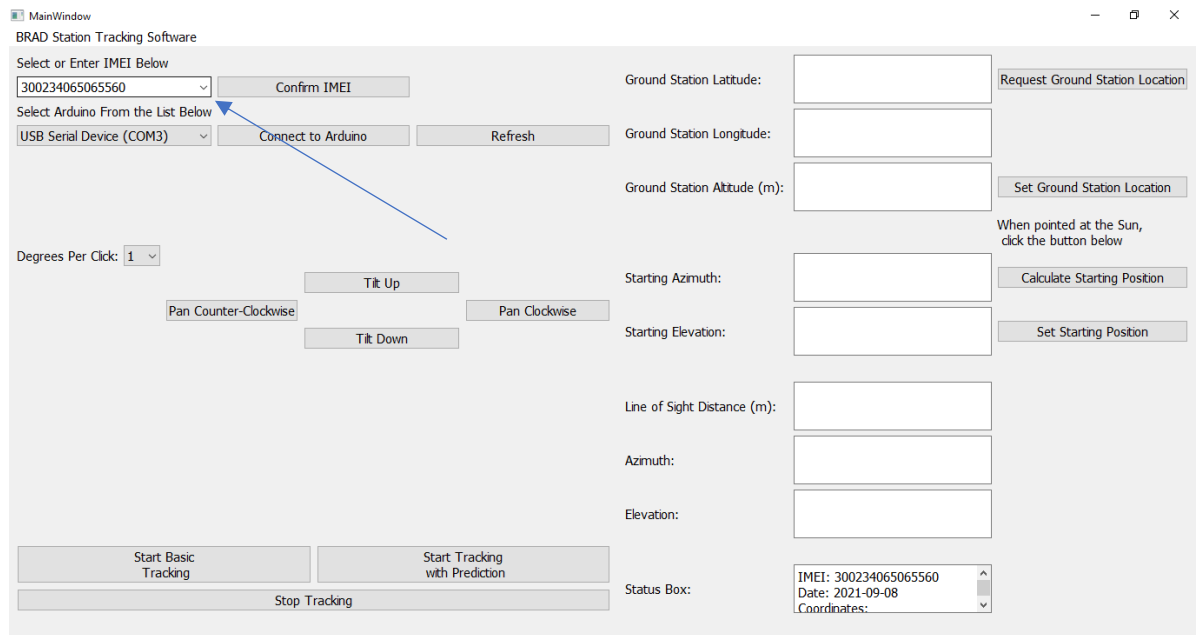 MainWindow
BRAD Station Tracking Software
Select or Enter IMEI Below
300234065065560
Confirm IMEI
Select Arduino From the List Below
USB Serial Device (COM3)
Connect to Arduino
Refresh
Degrees Per Click:
1
Tilt Up
Pan Counter-Clockwise
Pan Clockwise
Tilt Down
Start Basic
Tracking
Start Tracking
with Prediction
Stop Tracking
Ground Station Latitude:
Request Ground Station Location
Ground Station Longitude:
Ground Station Altitude (m):
Set Ground Station Location
When pointed at the Sun,
click the button below
Starting Azimuth:
Calculate Starting Position
Starting Elevation:
Set Starting Position
Line of Sight Distance (m):
Azimuth:
Elevation:
Status Box:
IMEI: 300234065065560
Date: 2021-09-08
Coordinates: